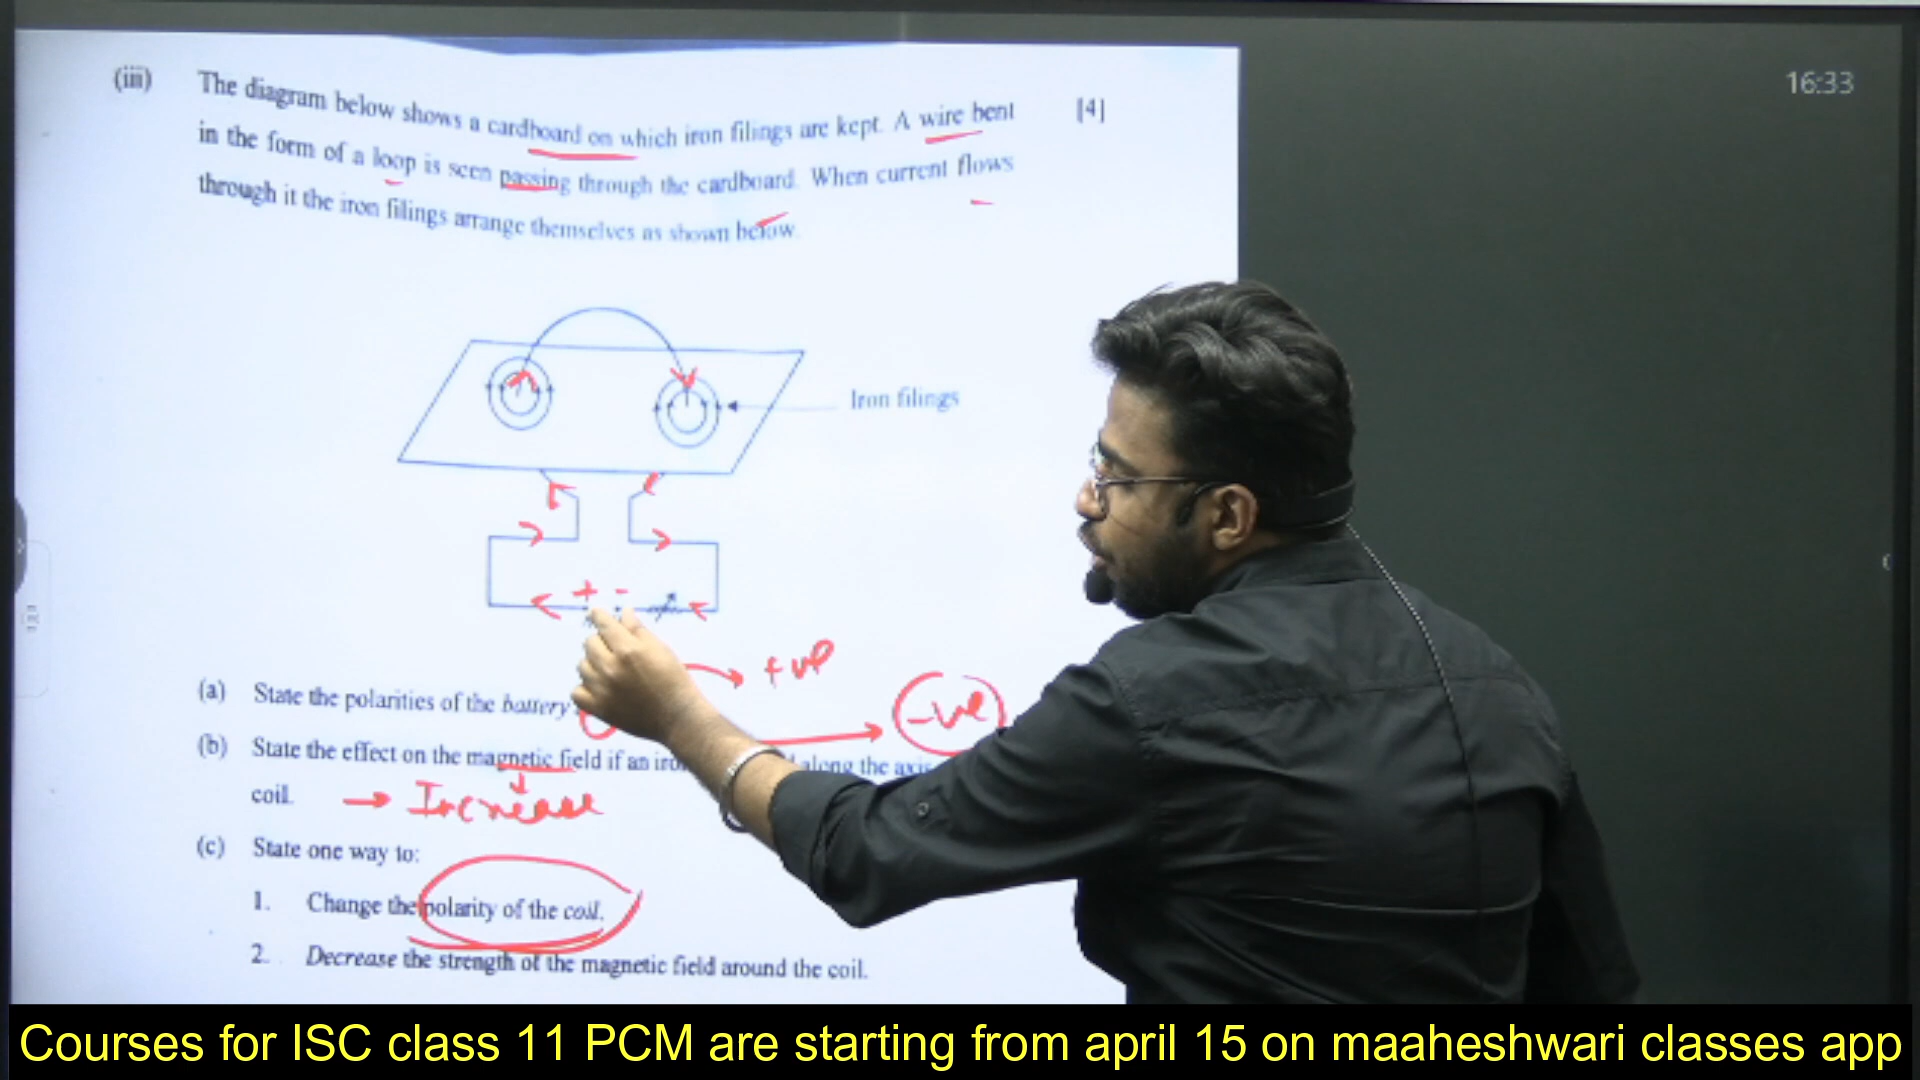 16:33
(iii) The diagram below shows a cardboard on which iron filings are kept. A wire bent [4]
in the form of a loop is seen passing through the cardboard. When current flows
through it the iron filings arrange themselves as shown below.
Iron filings
+ -
+ve
(a) State the polarities of the battery
-ve
(b) State the effect on the magnetic field if an along the axis
coil. → Increase
(c) State one way to:
1. Change the polarity of the coil.
2. Decrease the strength of the magnetic field around the coil.
Courses for ISC class 11 PCM are starting from april 15 on maaheshwari classes app